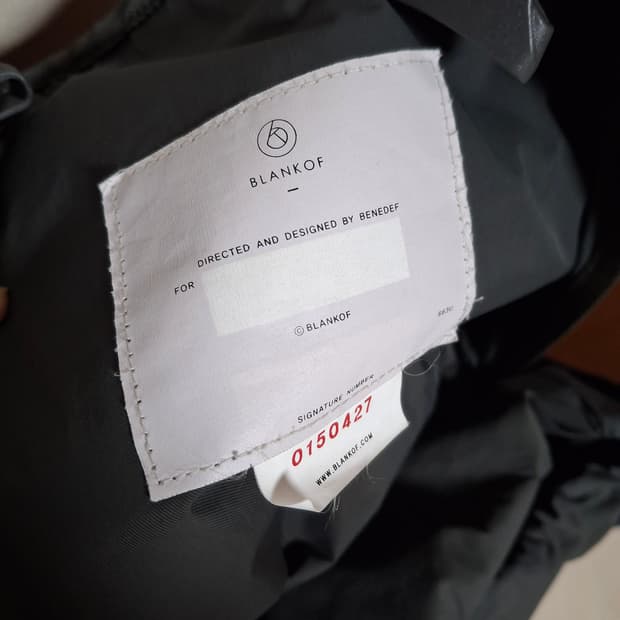 BLANKOF
DIRECTED AND DESIGNED BY BENEDEF
FOR
©BLANKOF
SIGNATURE NUMBER
0150427
WWW.BLANKOF.COM